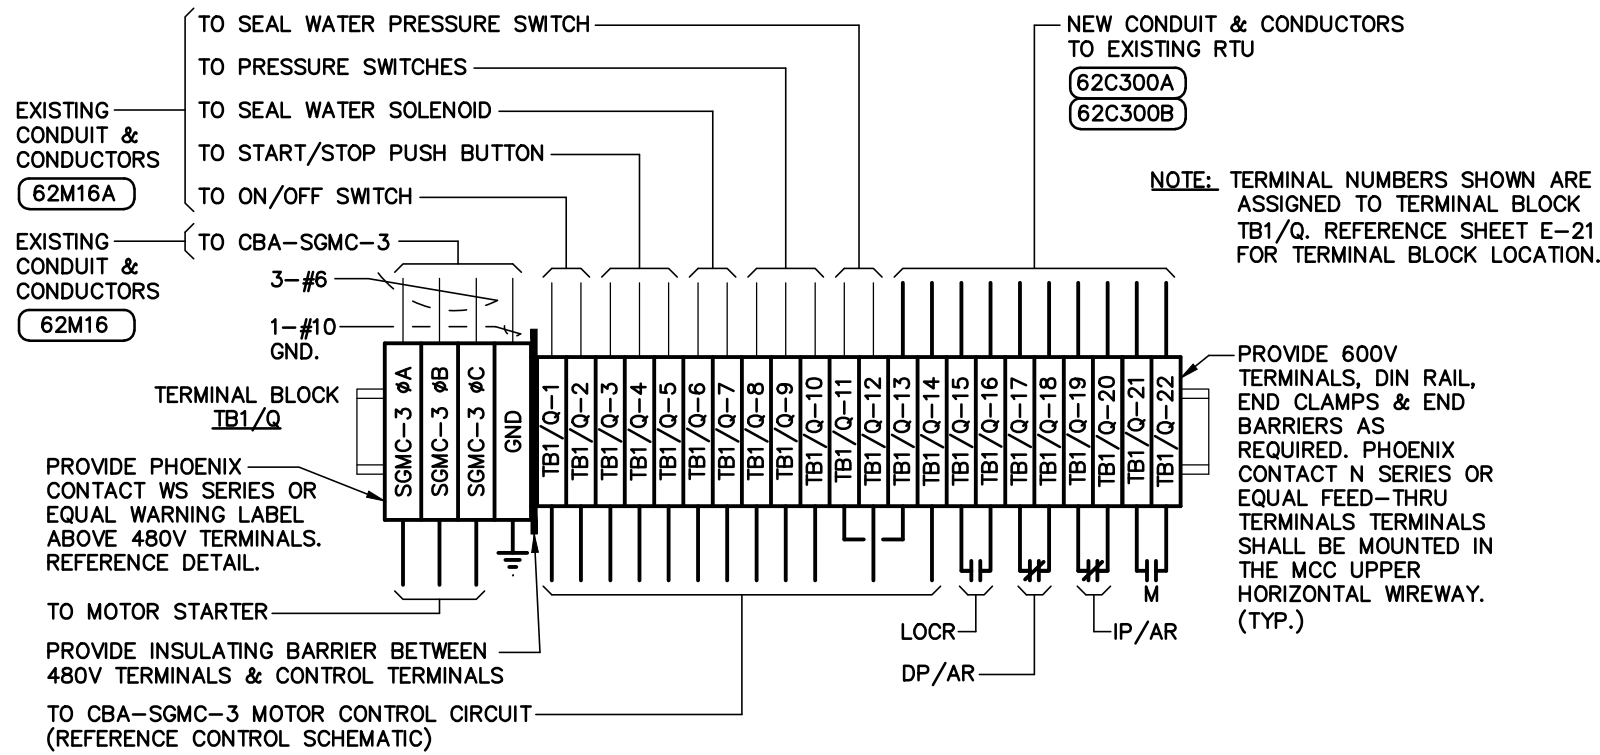 TO SEAL WATER PRESSURE SWITCH
TO PRESSURE SWITCHES
TO SEAL WATER SOLENOID
TO START/STOP PUSH BUTTON
TO ON/OFF SWITCH
EXISTING
CONDUIT &
CONDUCTORS
62M16A
EXISTING
CONDUIT &
CONDUCTORS
62M16
TO CBA-SGMC-3
3-#6
1-#10
GND.
NEW CONDUIT & CONDUCTORS
TO EXISTING RTU
62C300A
62C300B
NOTE: TERMINAL NUMBERS SHOWN ARE
ASSIGNED TO TERMINAL BLOCK
TB1/Q. REFERENCE SHEET E-21
FOR TERMINAL BLOCK LOCATION.
TERMINAL BLOCK
TB1/Q
SGMC-3 øA
SGMC-3 øB
SGMC-3 øC
GND
TB1/Q-1
TB1/Q-2
TB1/Q-3
TB1/Q-4
TB1/Q-5
TB1/Q-6
TB1/Q-7
TB1/Q-8
TB1/Q-9
TB1/Q-10
TB1/Q-11
TB1/Q-12
TB1/Q-13
TB1/Q-14
TB1/Q-15
TB1/Q-16
TB1/Q-17
TB1/Q-18
TB1/Q-19
TB1/Q-20
TB1/Q-21
TB1/Q-22
PROVIDE PHOENIX
CONTACT WS SERIES OR
EQUAL WARNING LABEL
ABOVE 480V TERMINALS.
REFERENCE DETAIL.
TO MOTOR STARTER
PROVIDE INSULATING BARRIER BETWEEN
480V TERMINALS & CONTROL TERMINALS
TO CBA-SGMC-3 MOTOR CONTROL CIRCUIT
(REFERENCE CONTROL SCHEMATIC)
LOCR
DP/AR
IP/AR
M
PROVIDE 600V
TERMINALS, DIN RAIL,
END CLAMPS & END
BARRIERS AS
REQUIRED. PHOENIX
CONTACT N SERIES OR
EQUAL FEED-THRU
TERMINALS TERMINALS
SHALL BE MOUNTED IN
THE MCC UPPER
HORIZONTAL WIREWAY.
(TYP.)